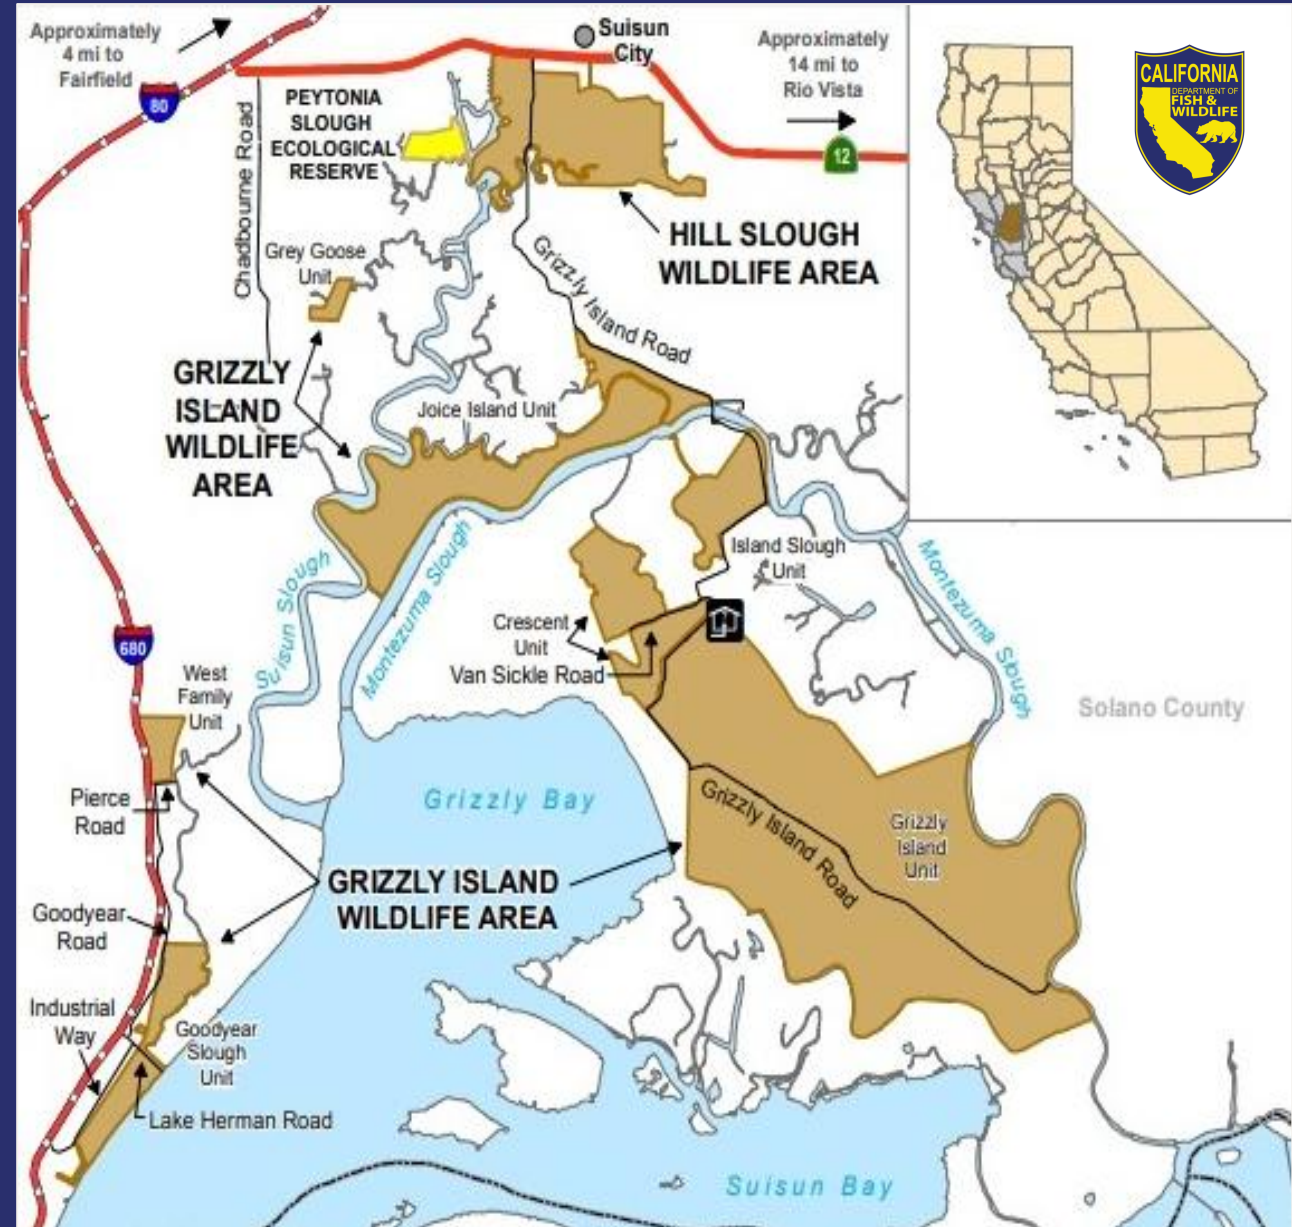 Approximately
4 mi to
Fairfield
80
Suisun
City
Approximately
14 mi to
Rio Vista
12
CALIFORNIA
DEPARTMENT OF
FISH &
WILDLIFE
PEYTONIA
SLOUGH
ECOLOGICAL
RESERVE
Chadbourne Road
HILL SLOUGH
WILDLIFE AREA
Grey Goose
Unit
Grizzly Island Road
GRIZZLY
ISLAND
WILDLIFE
AREA
Joice Island Unit
Suisun Slough
Montezuma Slough
Island Slough
Unit
Montezuma Slough
Crescent
Unit
Van Sickle Road
680
West
Family
Unit
Solano County
Pierce
Road
Grizzly Bay
Grizzly Island Road
Grizzly
Island
Unit
GRIZZLY ISLAND
WILDLIFE AREA
Goodyear
Road
Industrial
Way
Goodyear
Slough
Unit
Lake Herman Road
Suisun Bay